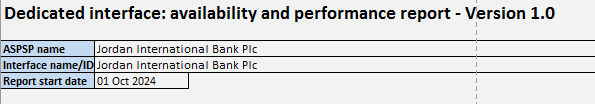 Dedicated interface: availability and performance report - Version 1.0
ASPSP name Jordan International Bank Plc
Interface name/ID Jordan International Bank Plc
Report start date 01 Oct 2024